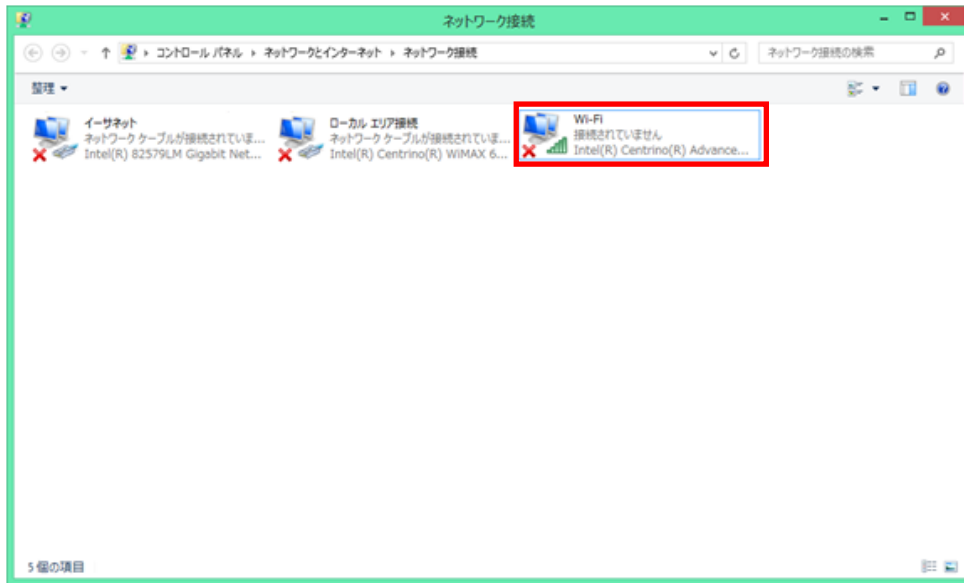 ネットワーク接続
コントロール パネル ▸ ネットワークとインターネット ▸ ネットワーク接続
ネットワーク接続の検索
整理
イーサネット
ネットワーク ケーブルが接続されていま...
Intel(R) 82579LM Gigabit Net...
ローカル エリア接続
ネットワーク ケーブルが接続されていま...
Intel(R) Centrino(R) WiMAX 6...
Wi-Fi
接続されていません
Intel(R) Centrino(R) Advance...
5 個の項目